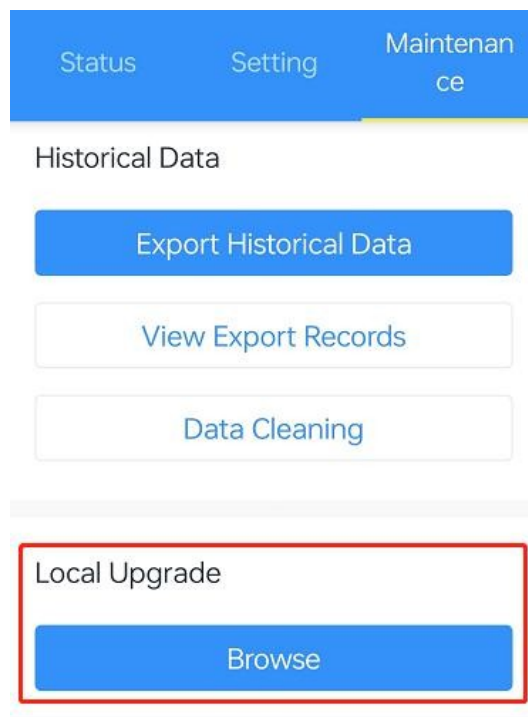 Status Setting Maintenan
ce
Historical Data
Export Historical Data
View Export Records
Data Cleaning
Local Upgrade
Browse